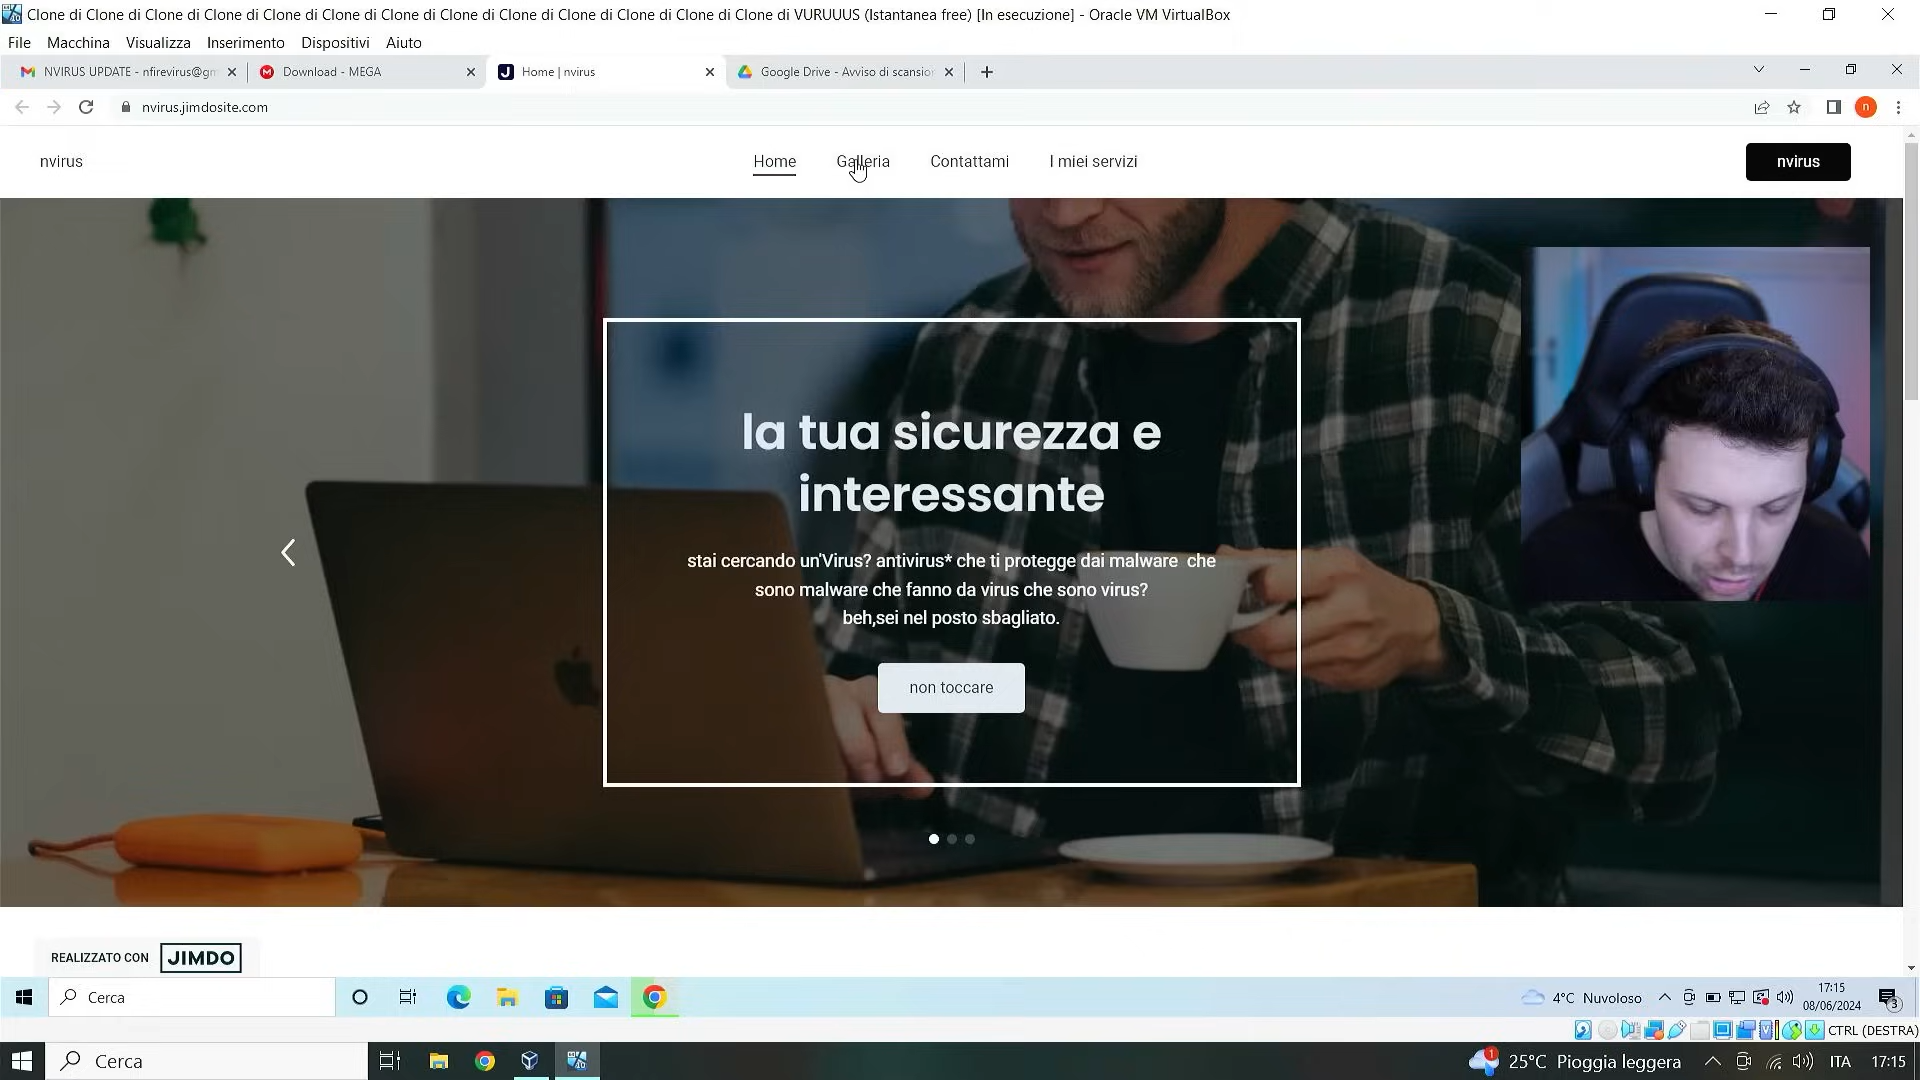 Clone di Clone di Clone di Clone di Clone di Clone di Clone di Clone di Clone di Clone di Clone di Clone di Clone di VURUUUS (Istantanea free) [In esecuzione] - Oracle VM VirtualBox
File Macchina Visualizza Inserimento Dispositivi Aiuto
NVIRUS UPDATE - nfirevirus@gm
Download - MEGA
Home | nvirus
Google Drive - Avviso di scansion
nvirus.jimdosite.com
n
nvirus
Home
Galleria
Contattami
I miei servizi
nvirus
la tua sicurezza e
interessante
stai cercando un'Virus? antivirus* che ti protegge dai malware che
sono malware che fanno da virus che sono virus?
beh,sei nel posto sbagliato.
non toccare
REALIZZATO CON JIMDO
Cerca
4°C Nuvoloso
17:15
08/06/2024
3
CTRL (DESTRA)
Cerca
1
25°C Pioggia leggera
ITA
17:15